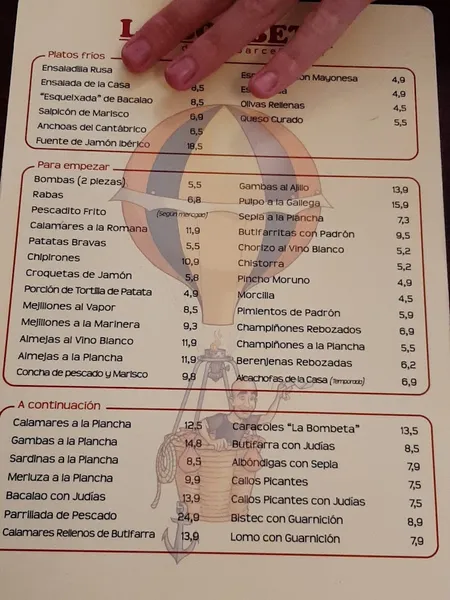 Platos fríos
Ensaladilla Rusa
Ensalada de la Casa 8,5
"Esqueixada" de Bacalao 8,5
Salpicón de Marisco 6,9
Anchoas del Cantábrico 6,5
Fuente de Jamón Ibérico 18,5
con Mayonesa 4,9
4,9
Olivas Rellenas 4,5
Queso Curado 5,5
Para empezar
Bombas (2 piezas) 5,5
Rabas 6,8
Pescadito Frito (Según mercado)
Calamares a la Romana 11,9
Patatas Bravas 5,5
Chipirones 10,9
Croquetas de Jamón 5,8
Porción de Tortilla de Patata 4,9
Mejillones al Vapor 8,5
Mejillones a la Marinera 9,3
Almejas al Vino Blanco 11,9
Almejas a la Plancha 11,9
Concha de pescado y Marisco 9,8
Gambas al Ajillo 13,9
Pulpo a la Gallega 15,9
Sepia a la Plancha 7,3
Butifarritas con Padrón 9,5
Chorizo al Vino Blanco 5,2
Chistorra 5,2
Pincho Moruno 4,9
Morcilla 4,5
Pimientos de Padrón 5,9
Champiñones Rebozados 6,9
Champiñones a la Plancha 5,5
Berenjenas Rebozadas 6,2
Alcachofas de la Casa (Temporada) 6,9
A continuación
Calamares a la Plancha 12,5
Gambas a la Plancha 14,8
Sardinas a la Plancha 8,5
Merluza a la Plancha 9,9
Bacalao con Judías 13,9
Parrillada de Pescado 24,9
Calamares Rellenos de Butifarra 13,9
Caracoles "La Bombeta" 13,5
Butifarra con Judías 8,5
Albóndigas con Sepia 7,9
Callos Picantes 7,5
Callos Picantes con Judías 7,5
Bistec con Guarnición 8,9
Lomo con Guarnición 7,9